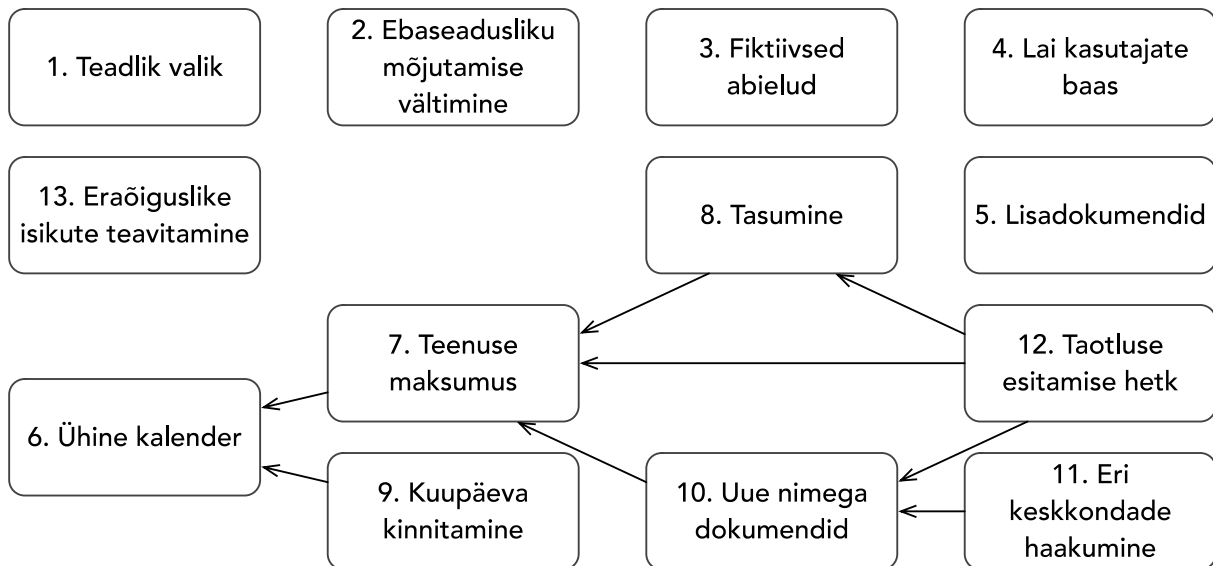 1. Teadlik valik
2. Ebaseadusliku
mõjutamise
vältimine
3. Fiktiivsed
abielud
4. Lai kasutajate
baas
13. Eraõiguslike
isikute teavitamine
8. Tasumine
5. Lisadokumendid
7. Teenuse
maksumus
12. Taotluse
esitamise hetk
6. Ühine kalender
9. Kuupäeva
kinnitamine
10. Uue nimega
dokumendid
11. Eri
keskkondade
haakumine